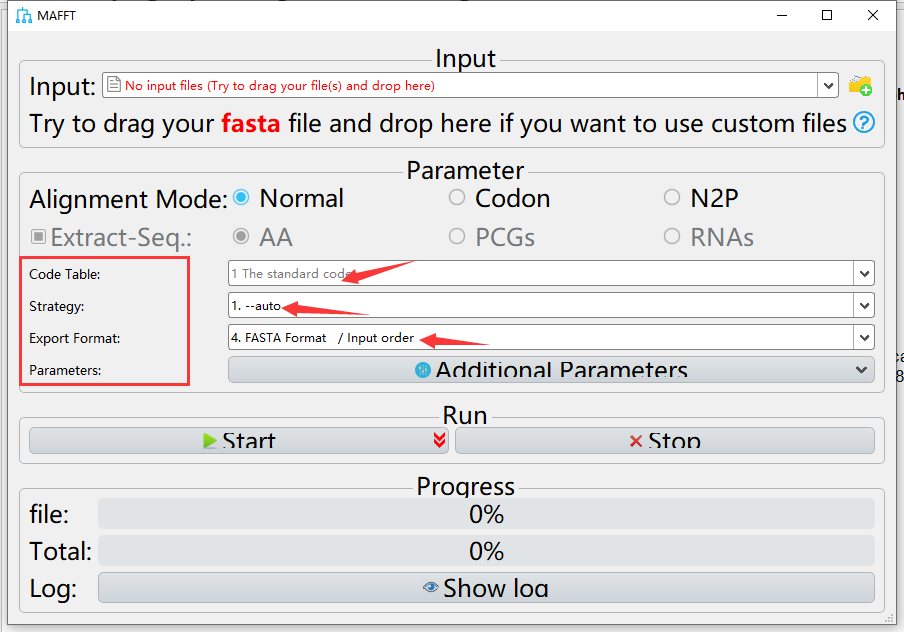 MAFFT
Input
Input: No input files (Try to drag your file(s) and drop here)
Try to drag your fasta file and drop here if you want to use custom files
Parameter
Alignment Mode: Normal Codon N2P
Extract-Seq.: AA PCGs RNAs
Code Table: 1 The standard code
Strategy: 1. --auto
Export Format: 4. FASTA Format / Input order
Parameters: Additional Parameters
Run
Start Stop
Progress
file: 0%
Total: 0%
Log: Show log